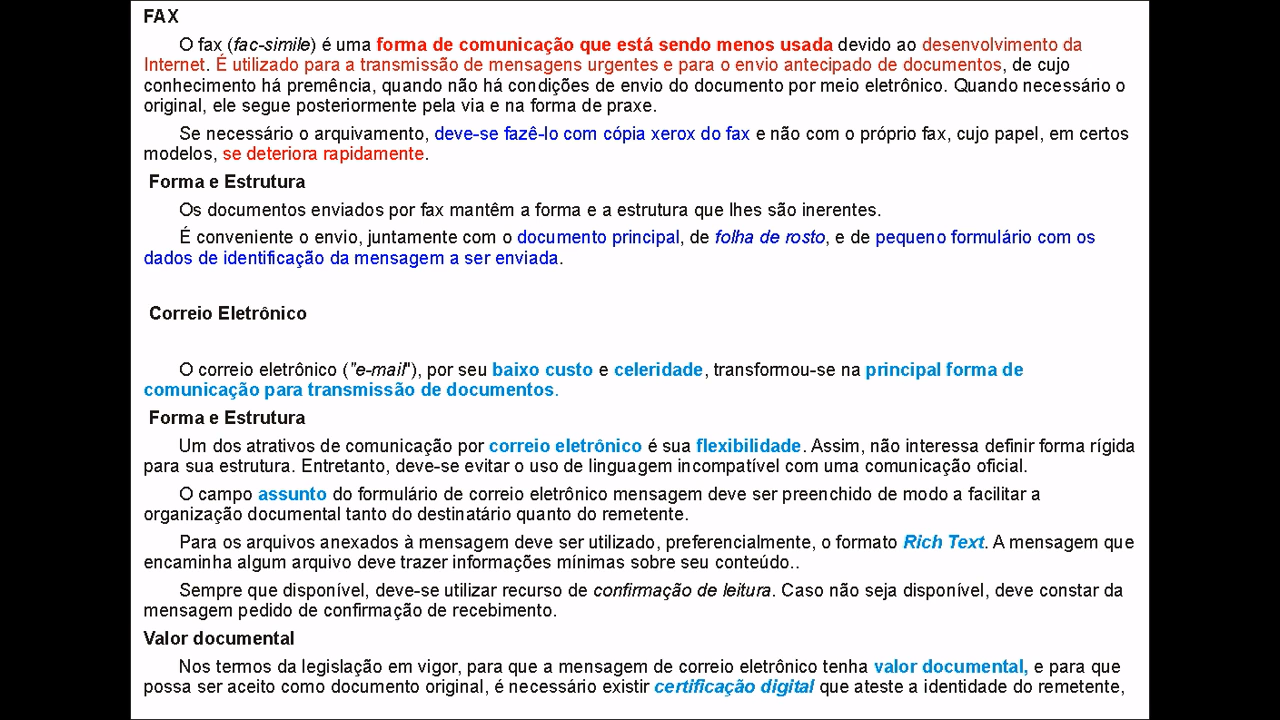 FAX
O fax (fac-simile) é uma forma de comunicação que está sendo menos usada devido ao desenvolvimento da
Internet. É utilizado para a transmissão de mensagens urgentes e para o envio antecipado de documentos, de cujo
conhecimento há premência, quando não há condições de envio do documento por meio eletrônico. Quando necessário o
original, ele segue posteriormente pela via e na forma de praxe.
Se necessário o arquivamento, deve-se fazê-lo com cópia xerox do fax e não com o próprio fax, cujo papel, em certos
modelos, se deteriora rapidamente.
Forma e Estrutura
Os documentos enviados por fax mantêm a forma e a estrutura que lhes são inerentes.
É conveniente o envio, juntamente com o documento principal, de folha de rosto, e de pequeno formulário com os
dados de identificação da mensagem a ser enviada.
Correio Eletrônico
O correio eletrônico ("e-mail"), por seu baixo custo e celeridade, transformou-se na principal forma de
comunicação para transmissão de documentos.
Forma e Estrutura
Um dos atrativos de comunicação por correio eletrônico é sua flexibilidade. Assim, não interessa definir forma rígida
para sua estrutura. Entretanto, deve-se evitar o uso de linguagem incompatível com uma comunicação oficial.
O campo assunto do formulário de correio eletrônico mensagem deve ser preenchido de modo a facilitar a
organização documental tanto do destinatário quanto do remetente.
Para os arquivos anexados à mensagem deve ser utilizado, preferencialmente, o formato Rich Text. A mensagem que
encaminha algum arquivo deve trazer informações mínimas sobre seu conteúdo..
Sempre que disponível, deve-se utilizar recurso de confirmação de leitura. Caso não seja disponível, deve constar da
mensagem pedido de confirmação de recebimento.
Valor documental
Nos termos da legislação em vigor, para que a mensagem de correio eletrônico tenha valor documental, e para que
possa ser aceito como documento original, é necessário existir certificação digital que ateste a identidade do remetente,